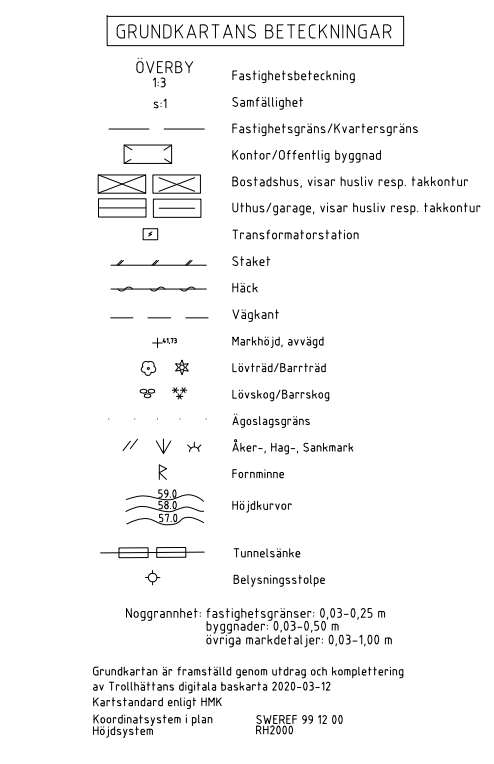 GRUNDKARTANS BETECKNINGAR
ÖVERBY
1:3 Fastighetsbeteckning
s:1 Samfällighet
Fastighetsgräns/Kvartersgräns
Kontor/Offentlig byggnad
Bostadshus, visar husliv resp. takkontur
Uthus/garage, visar husliv resp. takkontur
Transformatorstation
Staket
Häck
Vägkant
41,73 Markhöjd, avvägd
Lövträd/Barrträd
Lövskog/Barrskog
Ägoslagsgräns
Åker-, Hag-, Sankmark
R Fornminne
59.0
58.0 Höjdkurvor
57.0
Tunnelsänke
Belysningsstolpe
Noggrannhet: fastighetsgränser: 0,03-0,25 m
byggnader: 0,03-0,50 m
övriga markdetaljer: 0,03-1,00 m
Grundkartan är framställd genom utdrag och komplettering
av Trollhättans digitala baskarta 2020-03-12
Kartstandard enligt HMK
Koordinatsystem i plan SWEREF 99 12 00
Höjdsystem RH2000